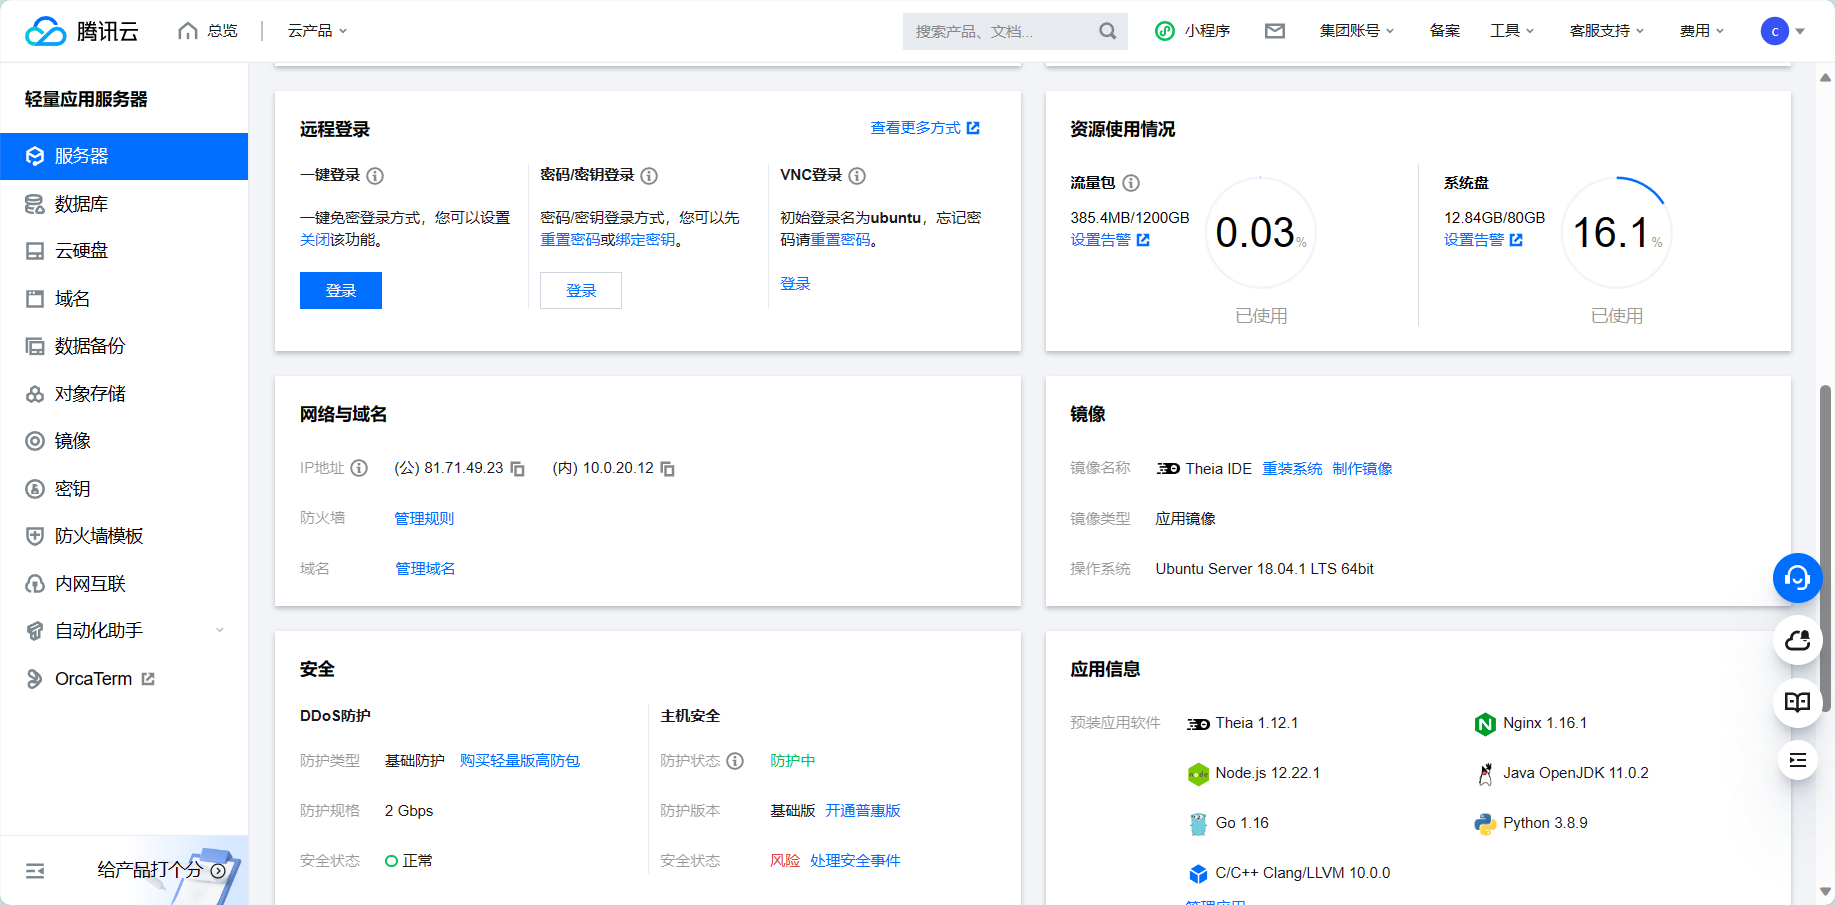 腾讯云
总览
云产品
搜索产品、文档...
小程序
集团账号
备案
工具
客服支持
费用
c
轻量应用服务器
服务器
数据库
云硬盘
域名
数据备份
对象存储
镜像
密钥
防火墙模板
内网互联
自动化助手
OrcaTerm
给产品打个分
远程登录
查看更多方式
一键登录
一键免密登录方式，您可以设置
关闭该功能。
登录
密码/密钥登录
密码/密钥登录方式，您可以先
重置密码或绑定密钥。
登录
VNC登录
初始登录名为ubuntu，忘记密
码请重置密码。
登录
资源使用情况
流量包
385.4MB/1200GB
设置告警
0.03%
已使用
系统盘
12.84GB/80GB
设置告警
16.1%
已使用
网络与域名
IP地址 (公) 81.71.49.23 (内) 10.0.20.12
防火墙 管理规则
域名 管理域名
镜像
镜像名称 Theia IDE 重装系统 制作镜像
镜像类型 应用镜像
操作系统 Ubuntu Server 18.04.1 LTS 64bit
安全
DDoS防护
防护类型 基础防护 购买轻量版高防包
防护规格 2 Gbps
安全状态 正常
主机安全
防护状态 防护中
防护版本 基础版 开通普惠版
安全状态 风险 处理安全事件
应用信息
预装应用软件 Theia 1.12.1 Nginx 1.16.1
Node.js 12.22.1 Java OpenJDK 11.0.2
Go 1.16 Python 3.8.9
C/C++ Clang/LLVM 10.0.0